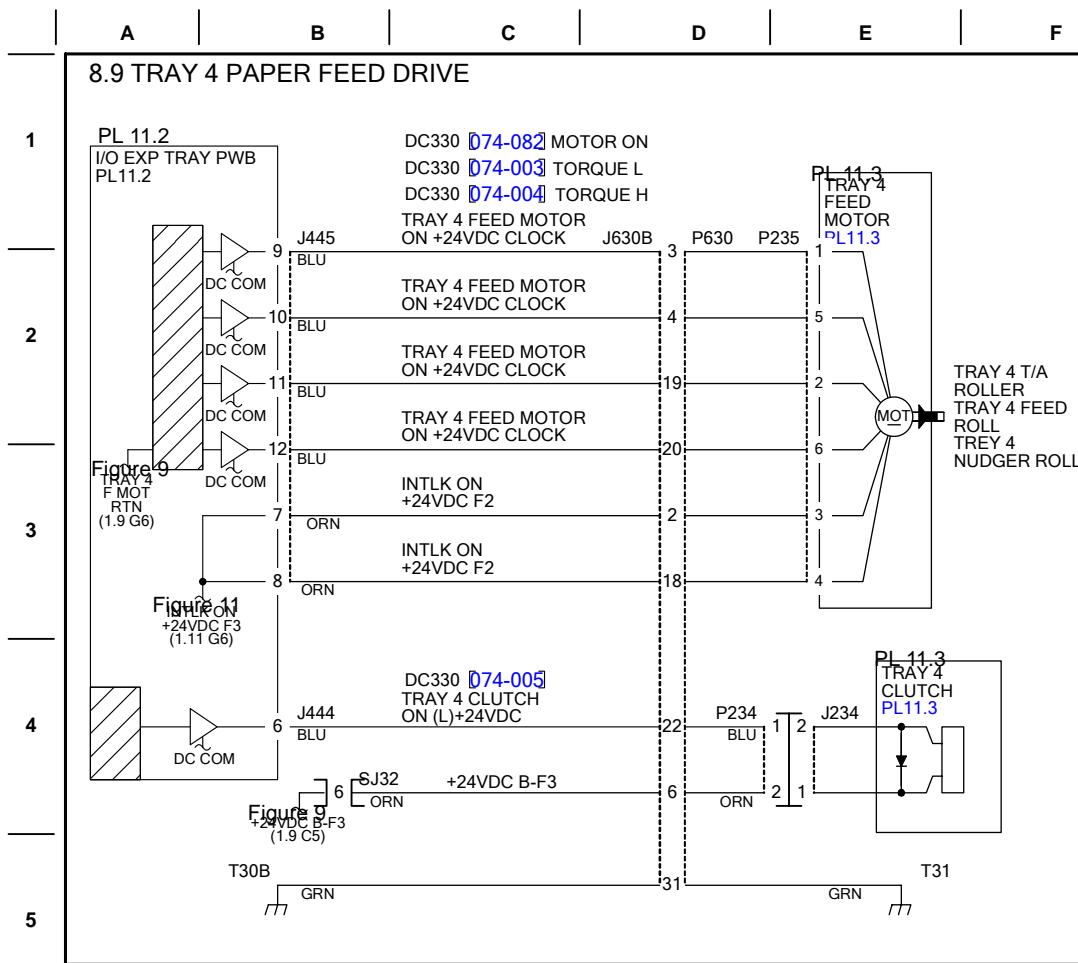 A B C D E F
8.9 TRAY 4 PAPER FEED DRIVE
1
PL 11.2
I/O EXP TRAY PWB
PL11.2
DC330 [074-082] MOTOR ON
DC330 [074-003] TORQUE L
DC330 [074-004] TORQUE H
PL 11.3
TRAY 4
FEED
MOTOR
PL11.3
TRAY 4 FEED MOTOR
ON +24VDC CLOCK
J445 J630B P630 P235
9 BLU 3 1
DC COM
2
TRAY 4 FEED MOTOR
ON +24VDC CLOCK
10 BLU 4 5
DC COM
TRAY 4 FEED MOTOR
ON +24VDC CLOCK
11 BLU 19 2
DC COM
MOT
TRAY 4 T/A
ROLLER
TRAY 4 FEED
ROLL
TREY 4
NUDGER ROLL
TRAY 4 FEED MOTOR
ON +24VDC CLOCK
12 BLU 20 6
DC COM
Figure 9
TRAY 4
F MOT
RTN
(1.9 G6)
3
INTLK ON
+24VDC F2
7 ORN 2 3
INTLK ON
+24VDC F2
8 ORN 18 4
Figure 11
INTLK ON
+24VDC F3
(1.11 G6)
4
DC330 [074-005]
TRAY 4 CLUTCH
ON (L)+24VDC
PL 11.3
TRAY 4
CLUTCH
PL11.3
J444 P234 J234
6 BLU 22 BLU 1 2
DC COM
SJ32 +24VDC B-F3
6 ORN 6 ORN 2 1
Figure 9
+24VDC B-F3
(1.9 C5)
5
T30B T31
GRN 31 GRN